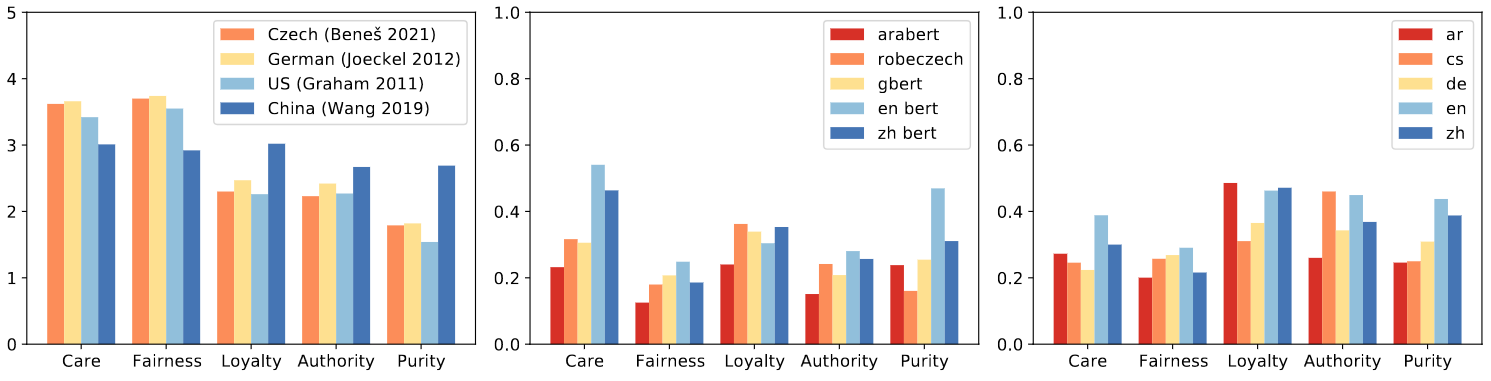 5
4
3
2
1
0
Care
Fairness
Loyalty
Authority
Purity
Czech (Beneš 2021)
German (Joeckel 2012)
US (Graham 2011)
China (Wang 2019)
1.0
0.8
0.6
0.4
0.2
0.0
Care
Fairness
Loyalty
Authority
Purity
arabert
robeczech
gbert
en bert
zh bert
1.0
0.8
0.6
0.4
0.2
0.0
Care
Fairness
Loyalty
Authority
Purity
ar
cs
de
en
zh